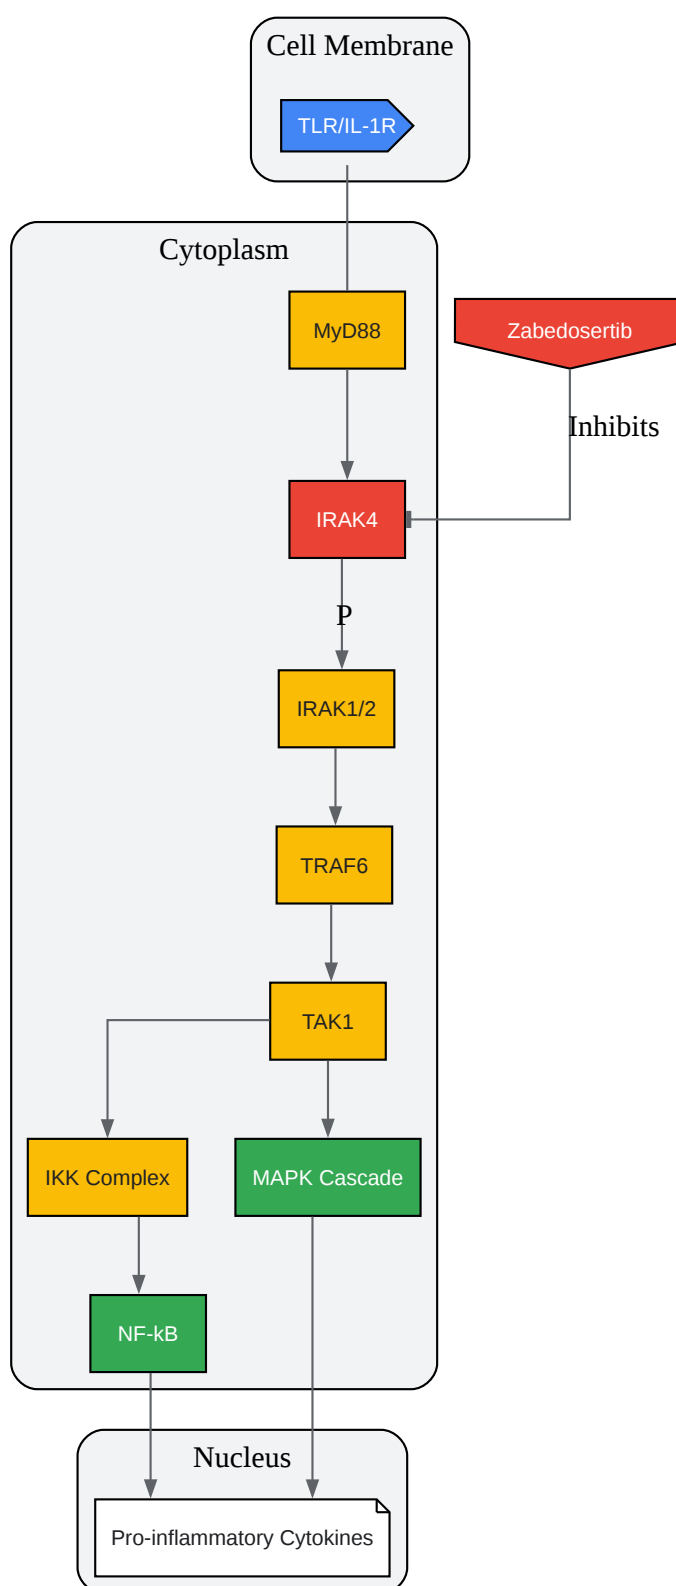 Cell Membrane
TLR/IL-1R
Cytoplasm
MyD88
Zabedosertib
Inhibits
IRAK4
P
IRAK1/2
TRAF6
TAK1
IKK Complex
MAPK Cascade
NF-kB
Nucleus
Pro-inflammatory Cytokines